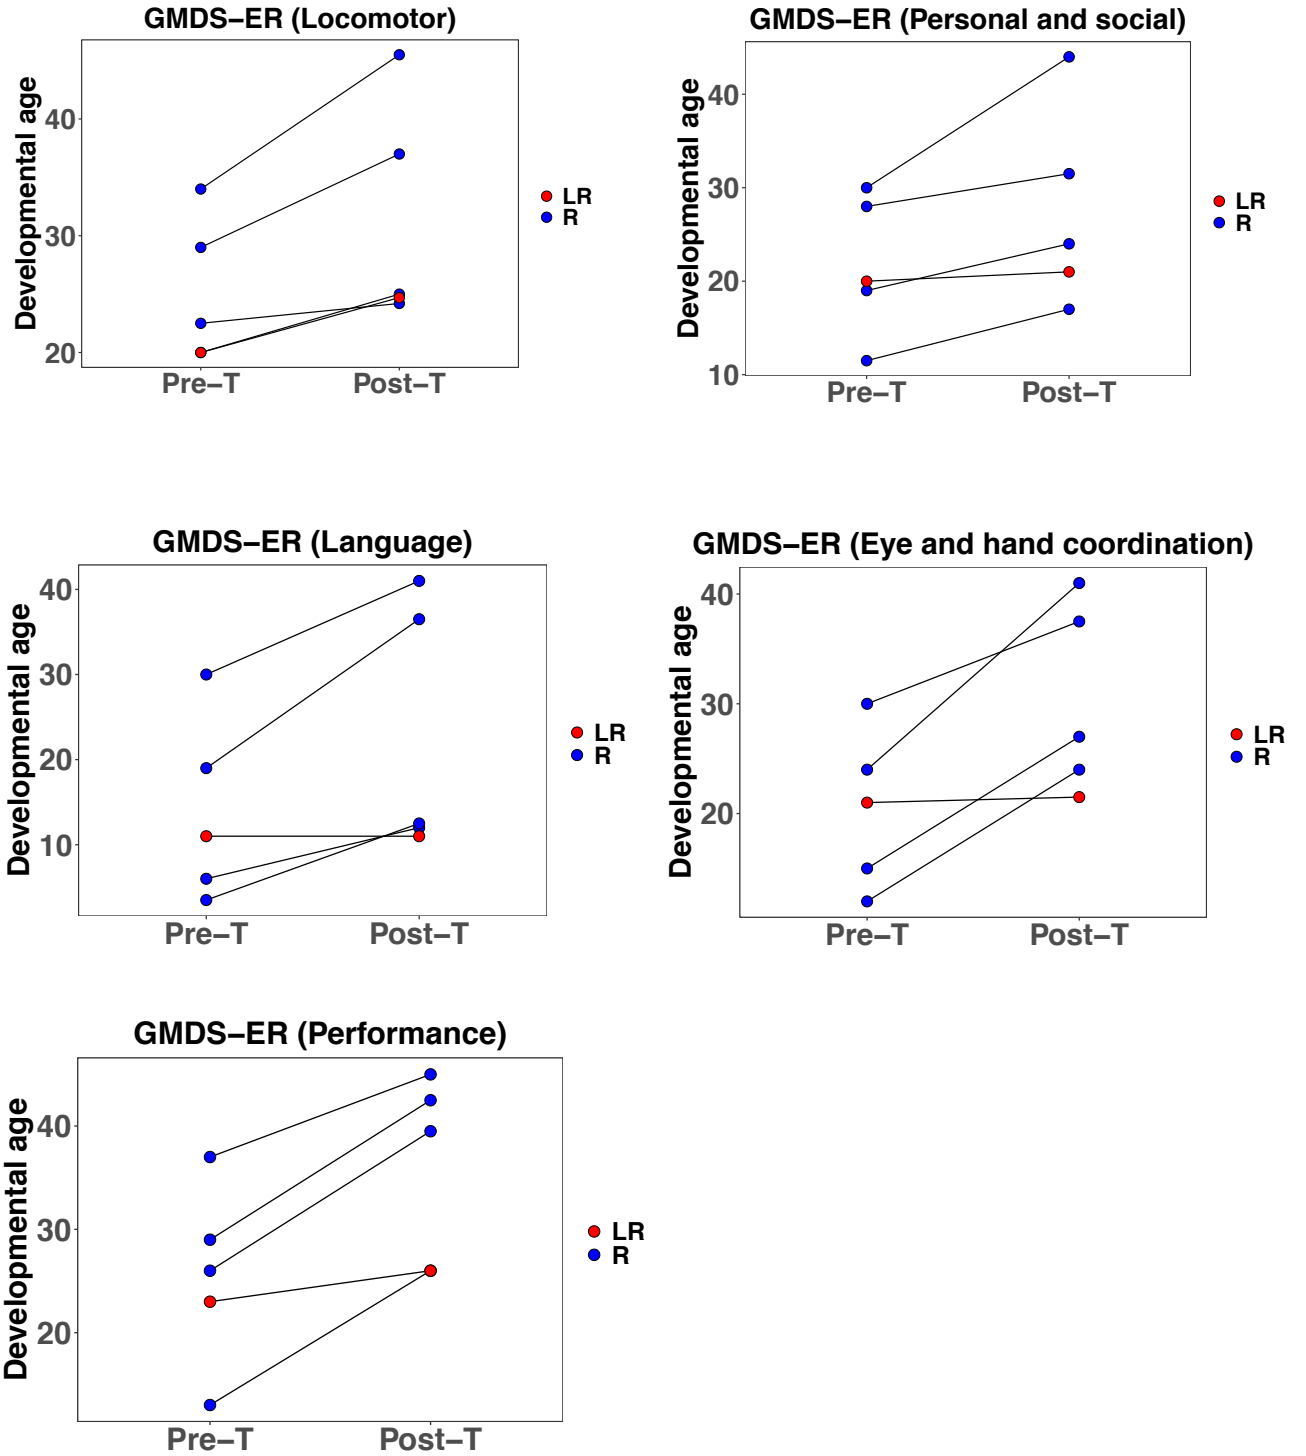 GMDS−ER (Locomotor)
Developmental age
40
30
20
Pre−T
Post−T
LR
R
GMDS−ER (Personal and social)
Developmental age
40
30
20
10
Pre−T
Post−T
LR
R
GMDS−ER (Language)
Developmental age
40
30
20
10
Pre−T
Post−T
LR
R
GMDS−ER (Eye and hand coordination)
Developmental age
40
30
20
Pre−T
Post−T
LR
R
GMDS−ER (Performance)
Developmental age
40
30
20
Pre−T
Post−T
LR
R